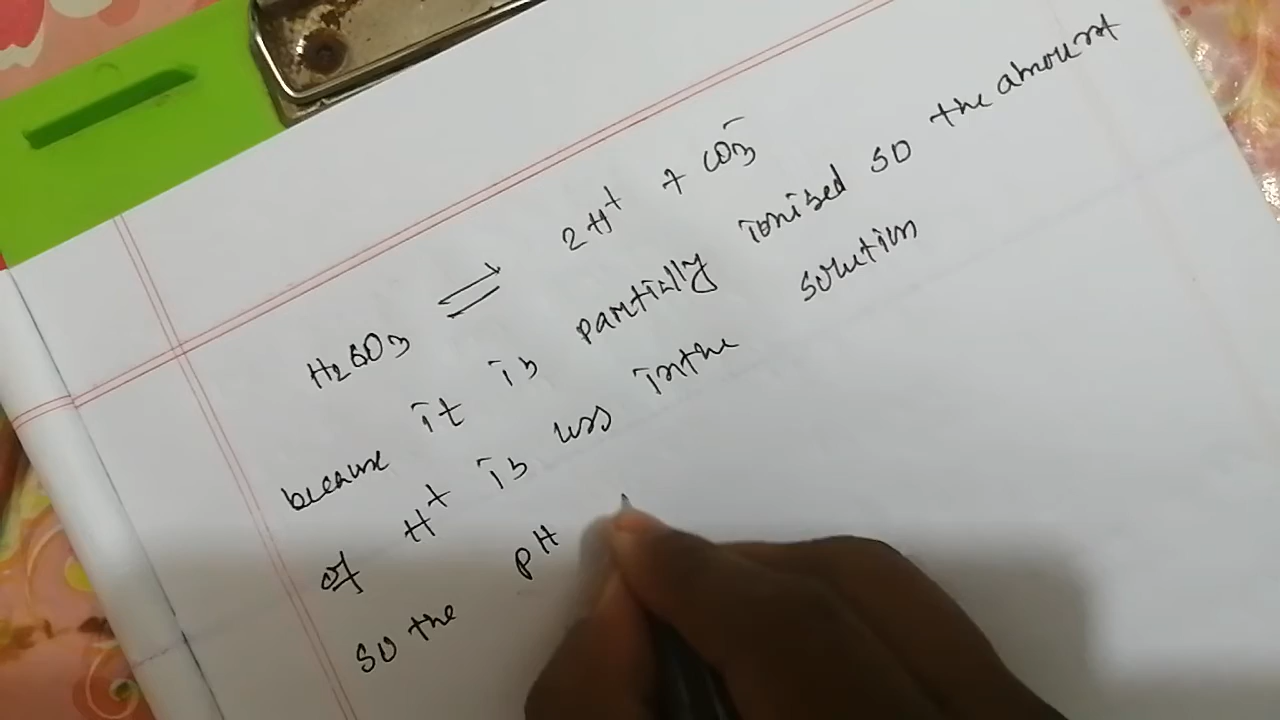 H₂SO₃ ⇌ 2H⁺ + CO₃⁻
because it is partially ionised so the amount
of H⁺ is less in the solution
so the pH